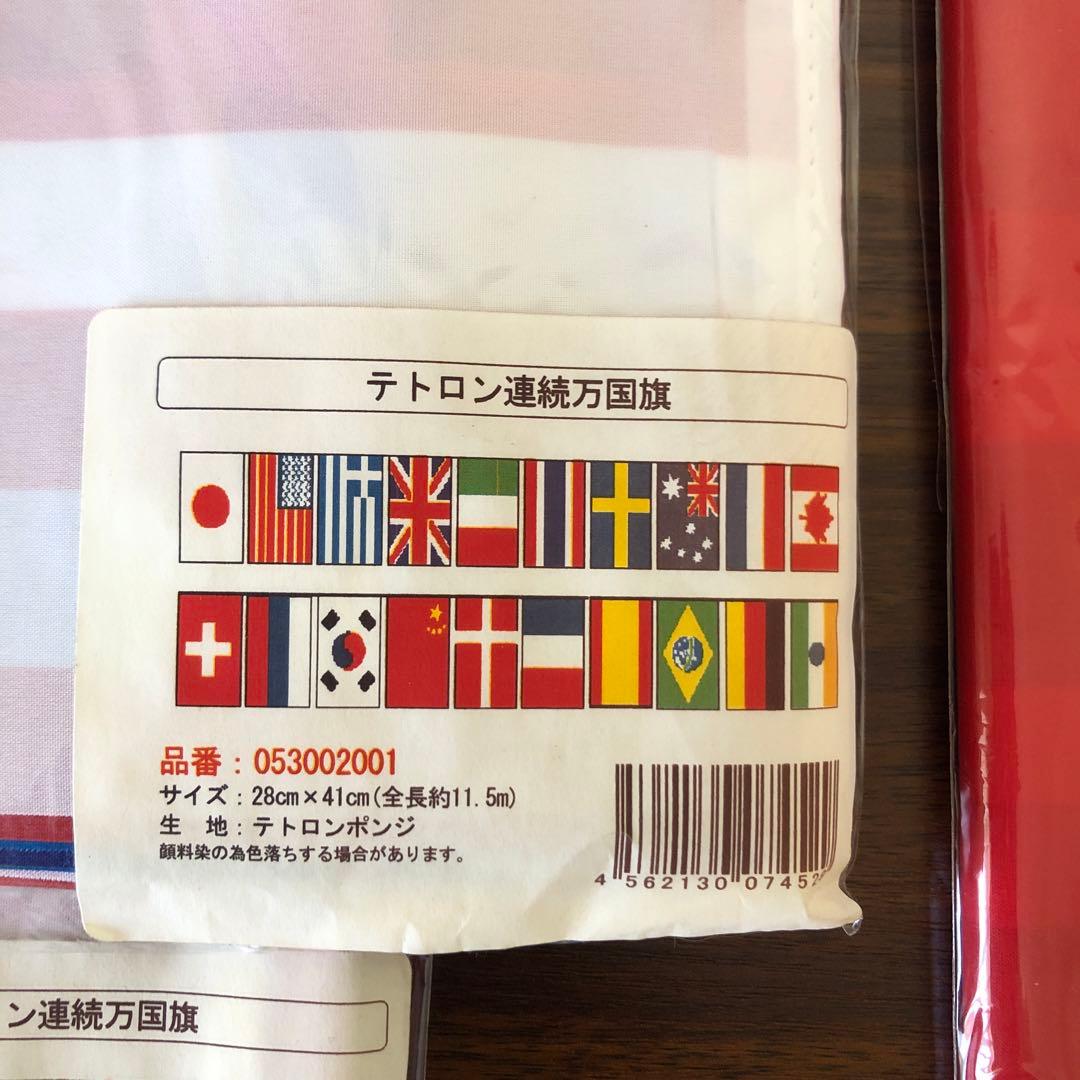 テトロン連続万国旗
品番：053002001
サイズ：28cm×41cm(全長約11.5m)
生　地：テトロンポンジ
顔料染の為色落ちする場合があります。
4 562130 0745
ン連続万国旗